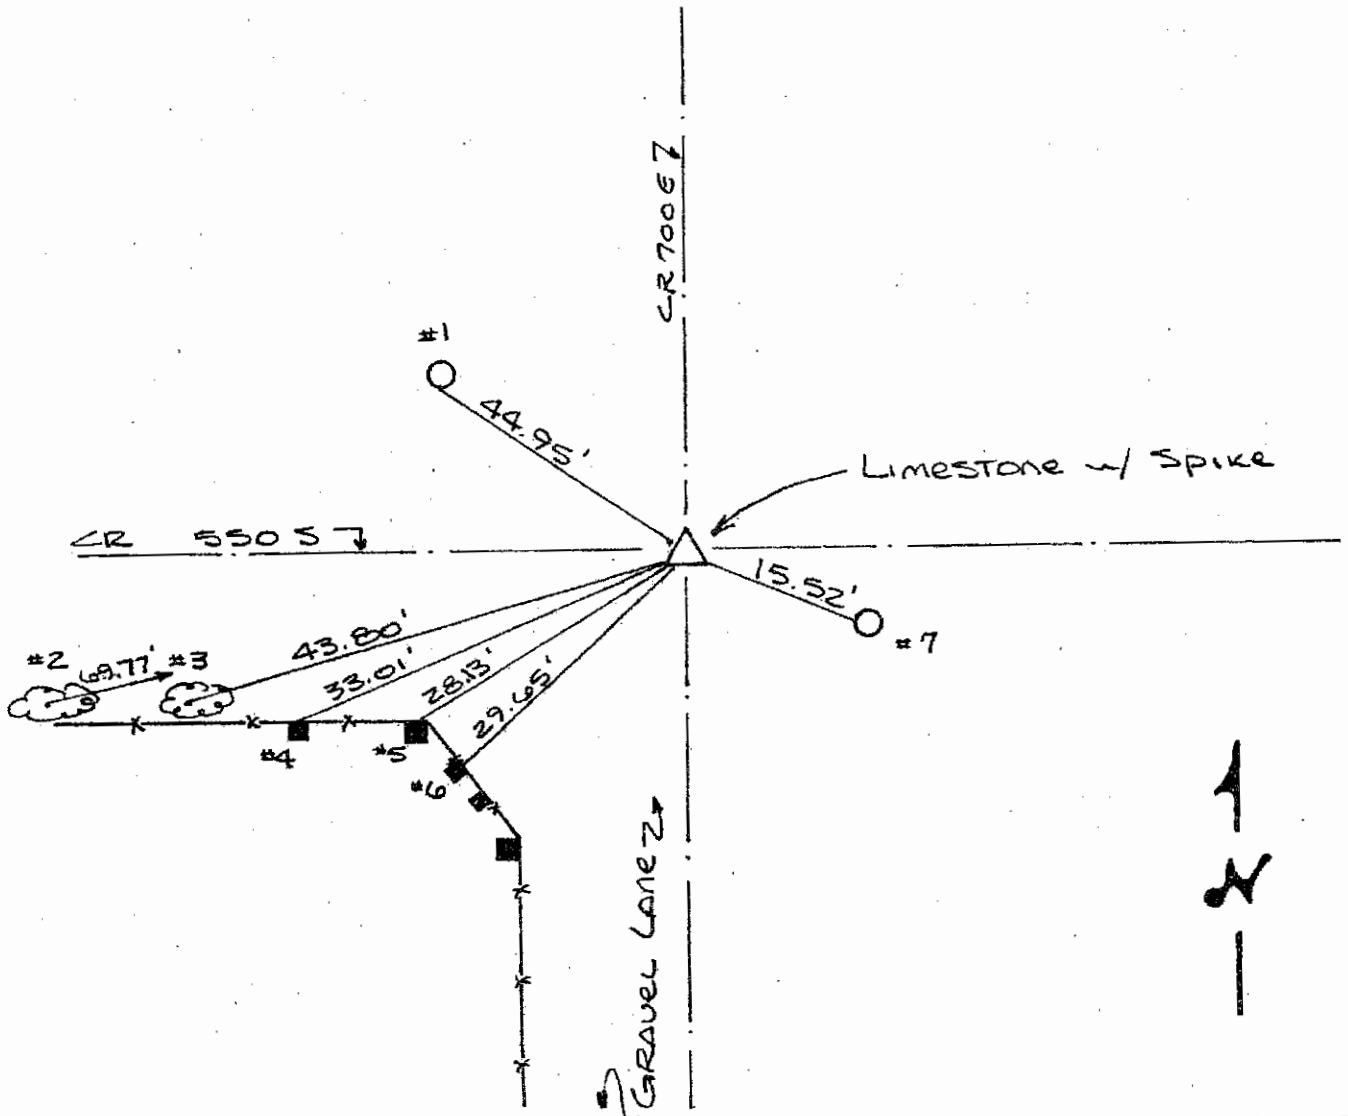 CR 700 E
#1
44.95'
Limestone w/ Spike
CR 550 S
15.52'
#7
43.80'
#2
69.77'
#3
33.01'
28.13'
29.65'
#4
#5
#6
Gravel Lane
N